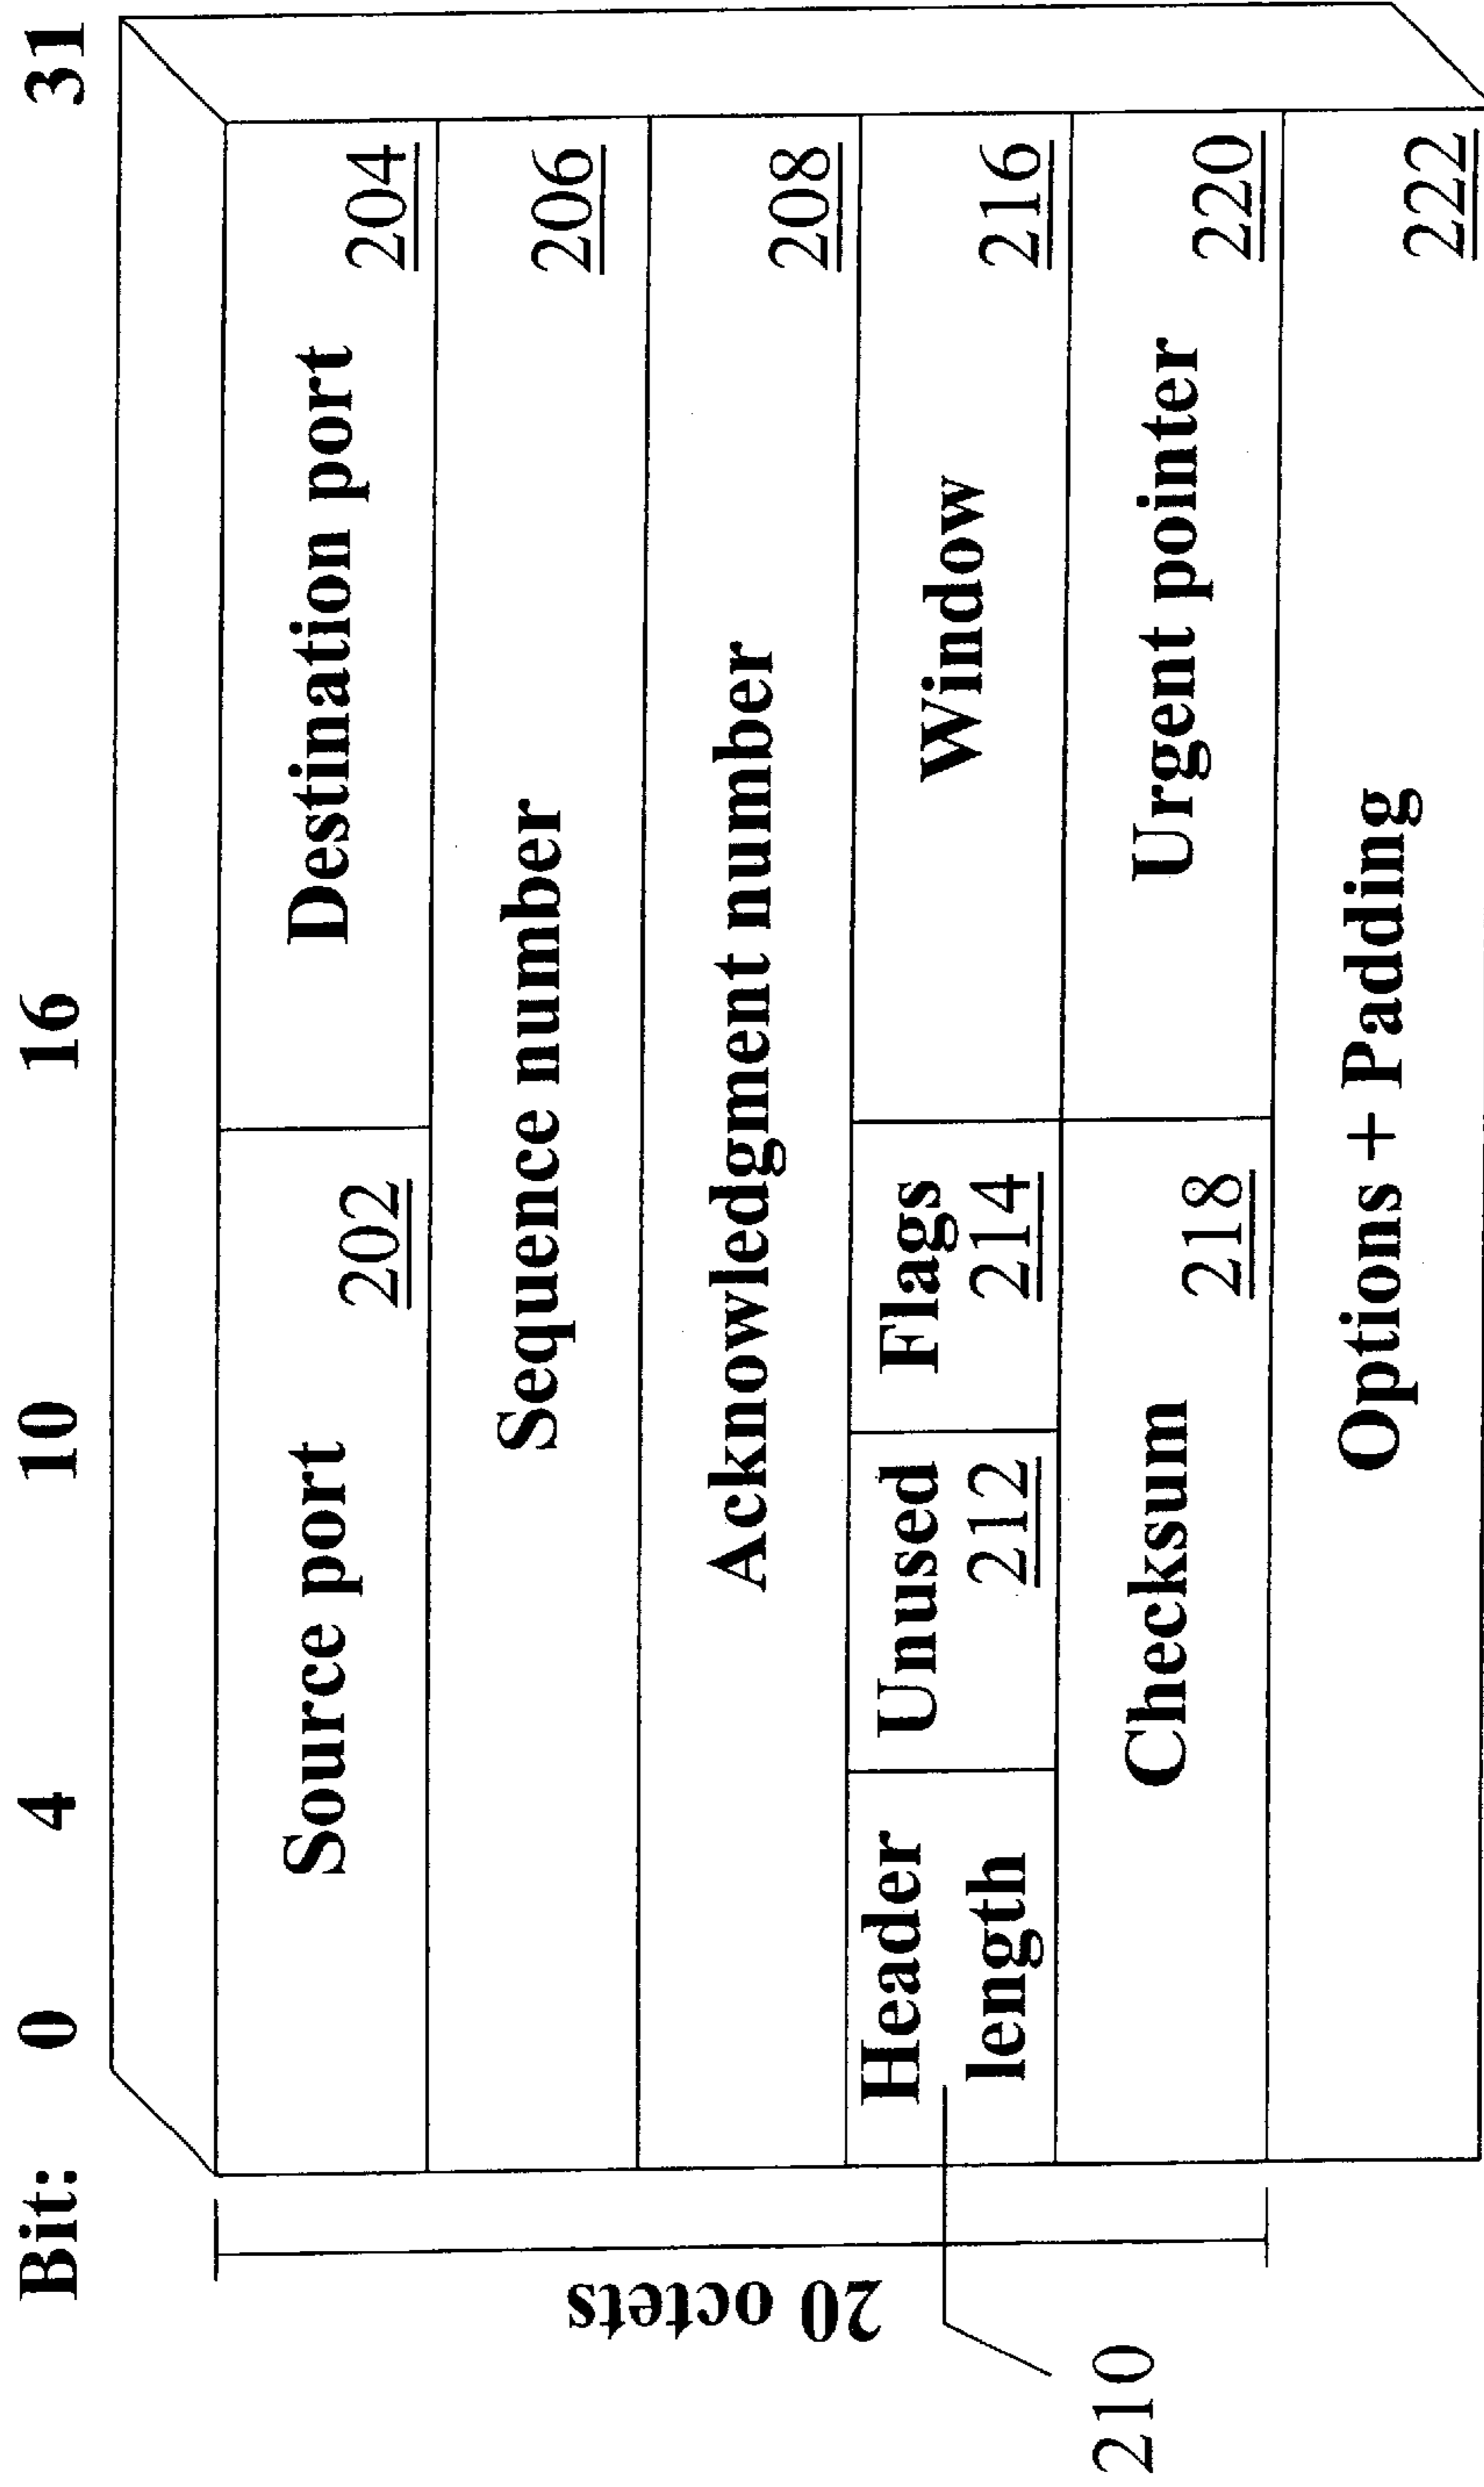 Bit: 0 4 10 16 31
Source port 202
Destination port 204
Sequence number 206
Acknowledgment number 208
Header length
Unused 212
Flags 214
Window 216
Checksum 218
Urgent pointer 220
Options + Padding 222
20 octets
210